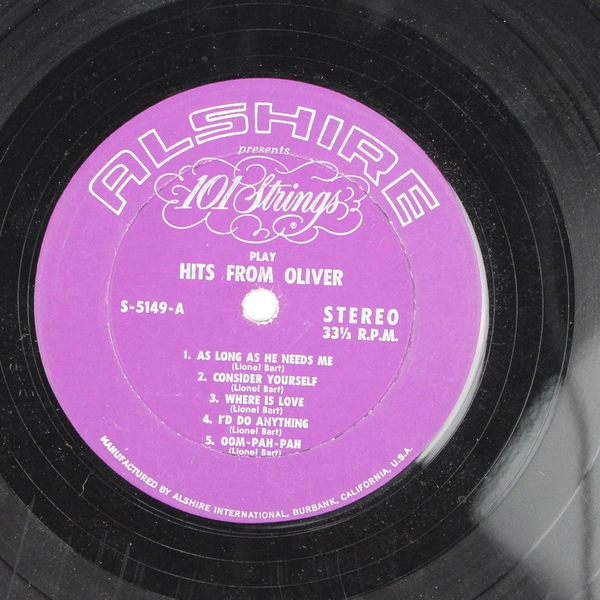 ALSHIRE
presents
101 Strings
PLAY
HITS FROM OLIVER
S-5149-A
STEREO
33⅓ R.P.M.
1. AS LONG AS HE NEEDS ME
(Lionel Bart)
2. CONSIDER YOURSELF
(Lionel Bart)
3. WHERE IS LOVE
(Lionel Bart)
4. I'D DO ANYTHING
(Lionel Bart)
5. OOM-PAH-PAH
(Lionel Bart)
MANUFACTURED BY ALSHIRE INTERNATIONAL, BURBANK, CALIFORNIA, U.S.A.